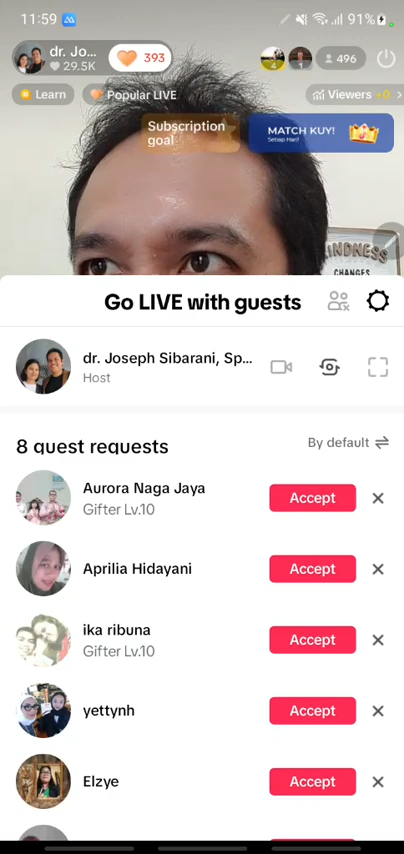 11:59
91%
dr. Jo...
29.5K
393
4
1
496
Learn
Popular LIVE
Viewers +0 >
Subscription
goal
MATCH KUY!
Setiap Hari!
KINDNESS
CHANGES
Go LIVE with guests
dr. Joseph Sibarani, Sp...
Host
8 guest requests
By default
Aurora Naga Jaya
Gifter Lv.10
Accept
Aprilia Hidayani
Accept
ika ribuna
Gifter Lv.10
Accept
yettynh
Accept
Elzye
Accept